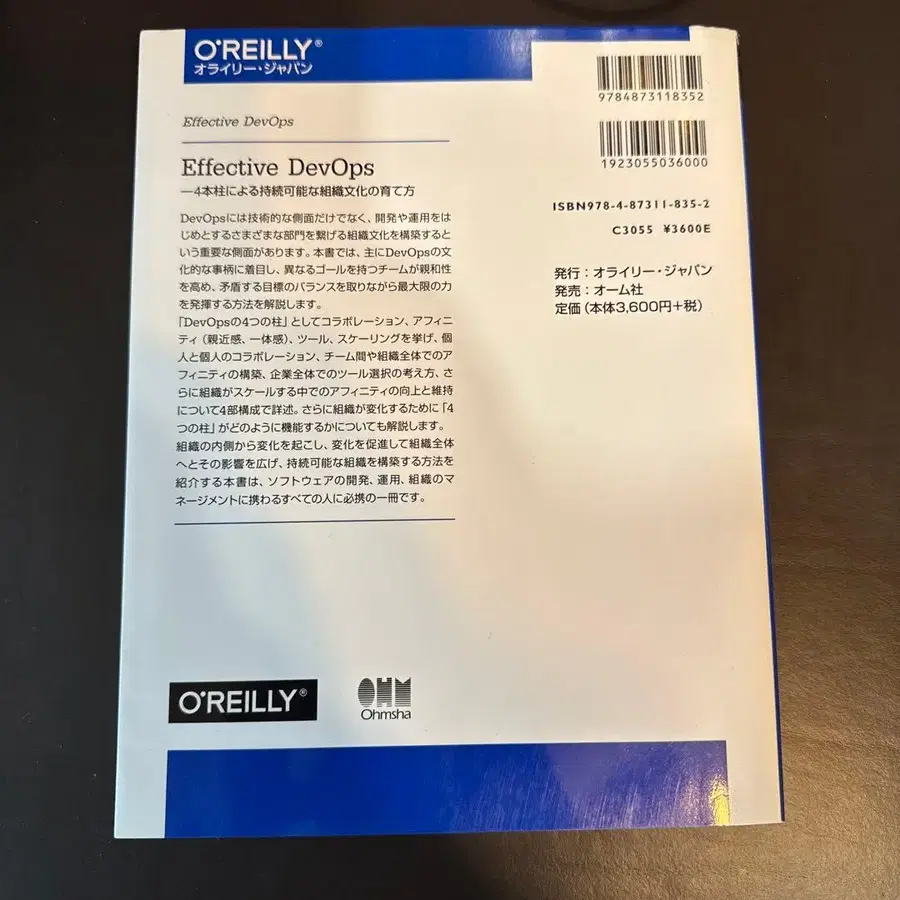 O'REILLY®
オライリー・ジャパン
Effective DevOps
Effective DevOps
―4本柱による持続可能な組織文化の育て方
DevOpsには技術的な側面だけでなく、開発や運用をは
じめとするさまざまな部門を繋げる組織文化を構築すると
いう重要な側面があります。本書では、主にDevOpsの文
化的な事柄に着目し、異なるゴールを持つチームが親和性
を高め、矛盾する目標のバランスを取りながら最大限の力
を発揮する方法を解説します。
「DevOpsの4つの柱」としてコラボレーション、アフィニ
ティ（親近感、一体感）、ツール、スケーリングを挙げ、個
人と個人のコラボレーション、チーム間や組織全体でのア
フィニティの構築、企業全体でのツール選択の考え方、さ
らに組織がスケールする中でのアフィニティの向上と維持
について4部構成で詳述。さらに組織が変化するために「4
つの柱」がどのように機能するかについても解説します。
組織の内側から変化を起こし、変化を促進して組織全体
へとその影響を広げ、持続可能な組織を構築する方法を
紹介する本書は、ソフトウェアの開発、運用、組織のマ
ネージメントに携わるすべての人に必携の一冊です。
9784873118352
1923055036000
ISBN978-4-87311-835-2
C3055 ¥3600E
発行：オライリー・ジャパン
発売：オーム社
定価（本体3,600円+税）
O'REILLY®
OHM
Ohmsha